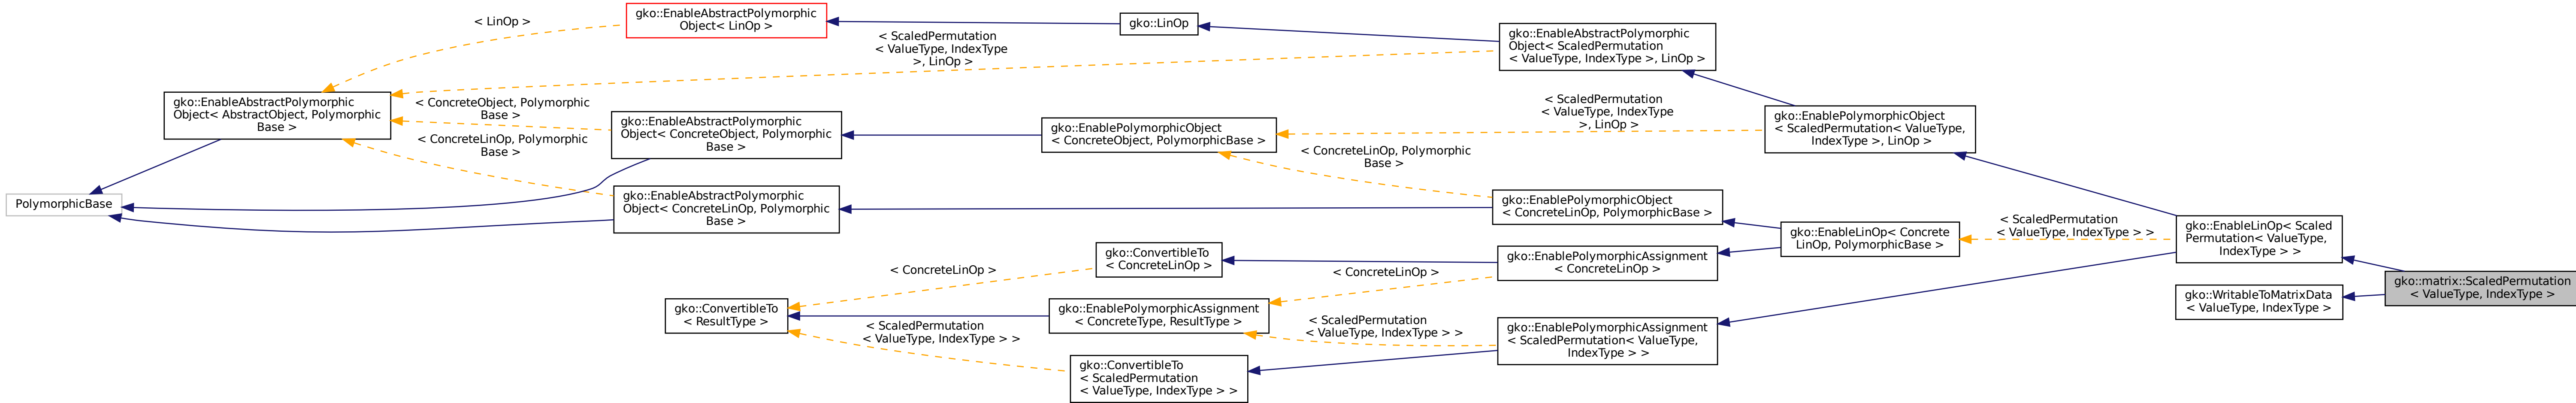 PolymorphicBase
gko::EnableAbstractPolymorphic
Object< AbstractObject, Polymorphic
Base >
< LinOp >
< ConcreteObject, Polymorphic
Base >
< ConcreteLinOp, Polymorphic
Base >
gko::EnableAbstractPolymorphic
Object< LinOp >
gko::EnableAbstractPolymorphic
Object< ConcreteObject, Polymorphic
Base >
gko::EnableAbstractPolymorphic
Object< ConcreteLinOp, Polymorphic
Base >
gko::ConvertibleTo
< ResultType >
< ScaledPermutation
< ValueType, IndexType
>, LinOp >
< ConcreteLinOp >
< ScaledPermutation
< ValueType, IndexType > >
gko::LinOp
gko::EnablePolymorphicObject
< ConcreteObject, PolymorphicBase >
gko::ConvertibleTo
< ConcreteLinOp >
gko::EnablePolymorphicAssignment
< ConcreteType, ResultType >
gko::ConvertibleTo
< ScaledPermutation
< ValueType, IndexType > >
< ScaledPermutation
< ValueType, IndexType
>, LinOp >
< ConcreteLinOp, Polymorphic
Base >
< ConcreteLinOp >
< ScaledPermutation
< ValueType, IndexType > >
gko::EnableAbstractPolymorphic
Object< ScaledPermutation
< ValueType, IndexType >, LinOp >
gko::EnablePolymorphicObject
< ConcreteLinOp, PolymorphicBase >
gko::EnablePolymorphicAssignment
< ConcreteLinOp >
gko::EnablePolymorphicAssignment
< ScaledPermutation< ValueType,
IndexType > >
gko::EnablePolymorphicObject
< ScaledPermutation< ValueType,
IndexType >, LinOp >
gko::EnableLinOp< Concrete
LinOp, PolymorphicBase >
< ScaledPermutation
< ValueType, IndexType > >
gko::EnableLinOp< Scaled
Permutation< ValueType,
IndexType > >
gko::WritableToMatrixData
< ValueType, IndexType >
gko::matrix::ScaledPermutation
< ValueType, IndexType >